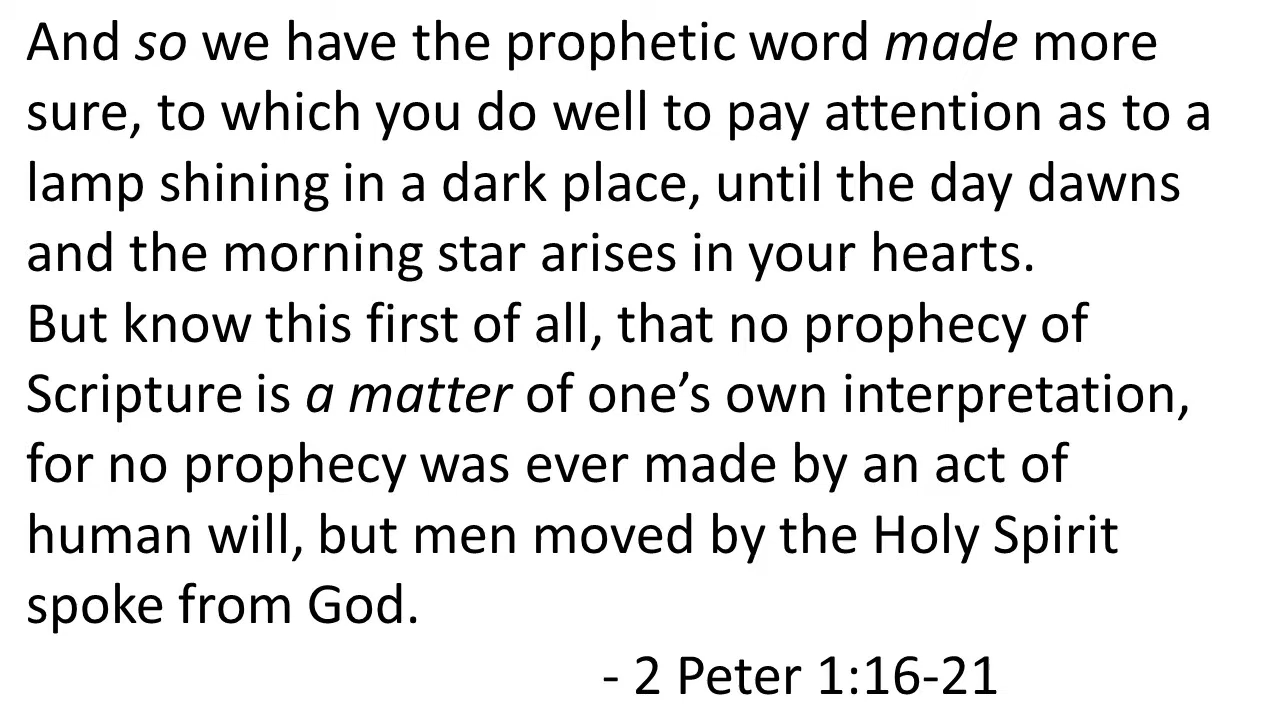 And so we have the prophetic word made more
sure, to which you do well to pay attention as to a
lamp shining in a dark place, until the day dawns
and the morning star arises in your hearts.
But know this first of all, that no prophecy of
Scripture is a matter of one’s own interpretation,
for no prophecy was ever made by an act of
human will, but men moved by the Holy Spirit
spoke from God.
- 2 Peter 1:16-21